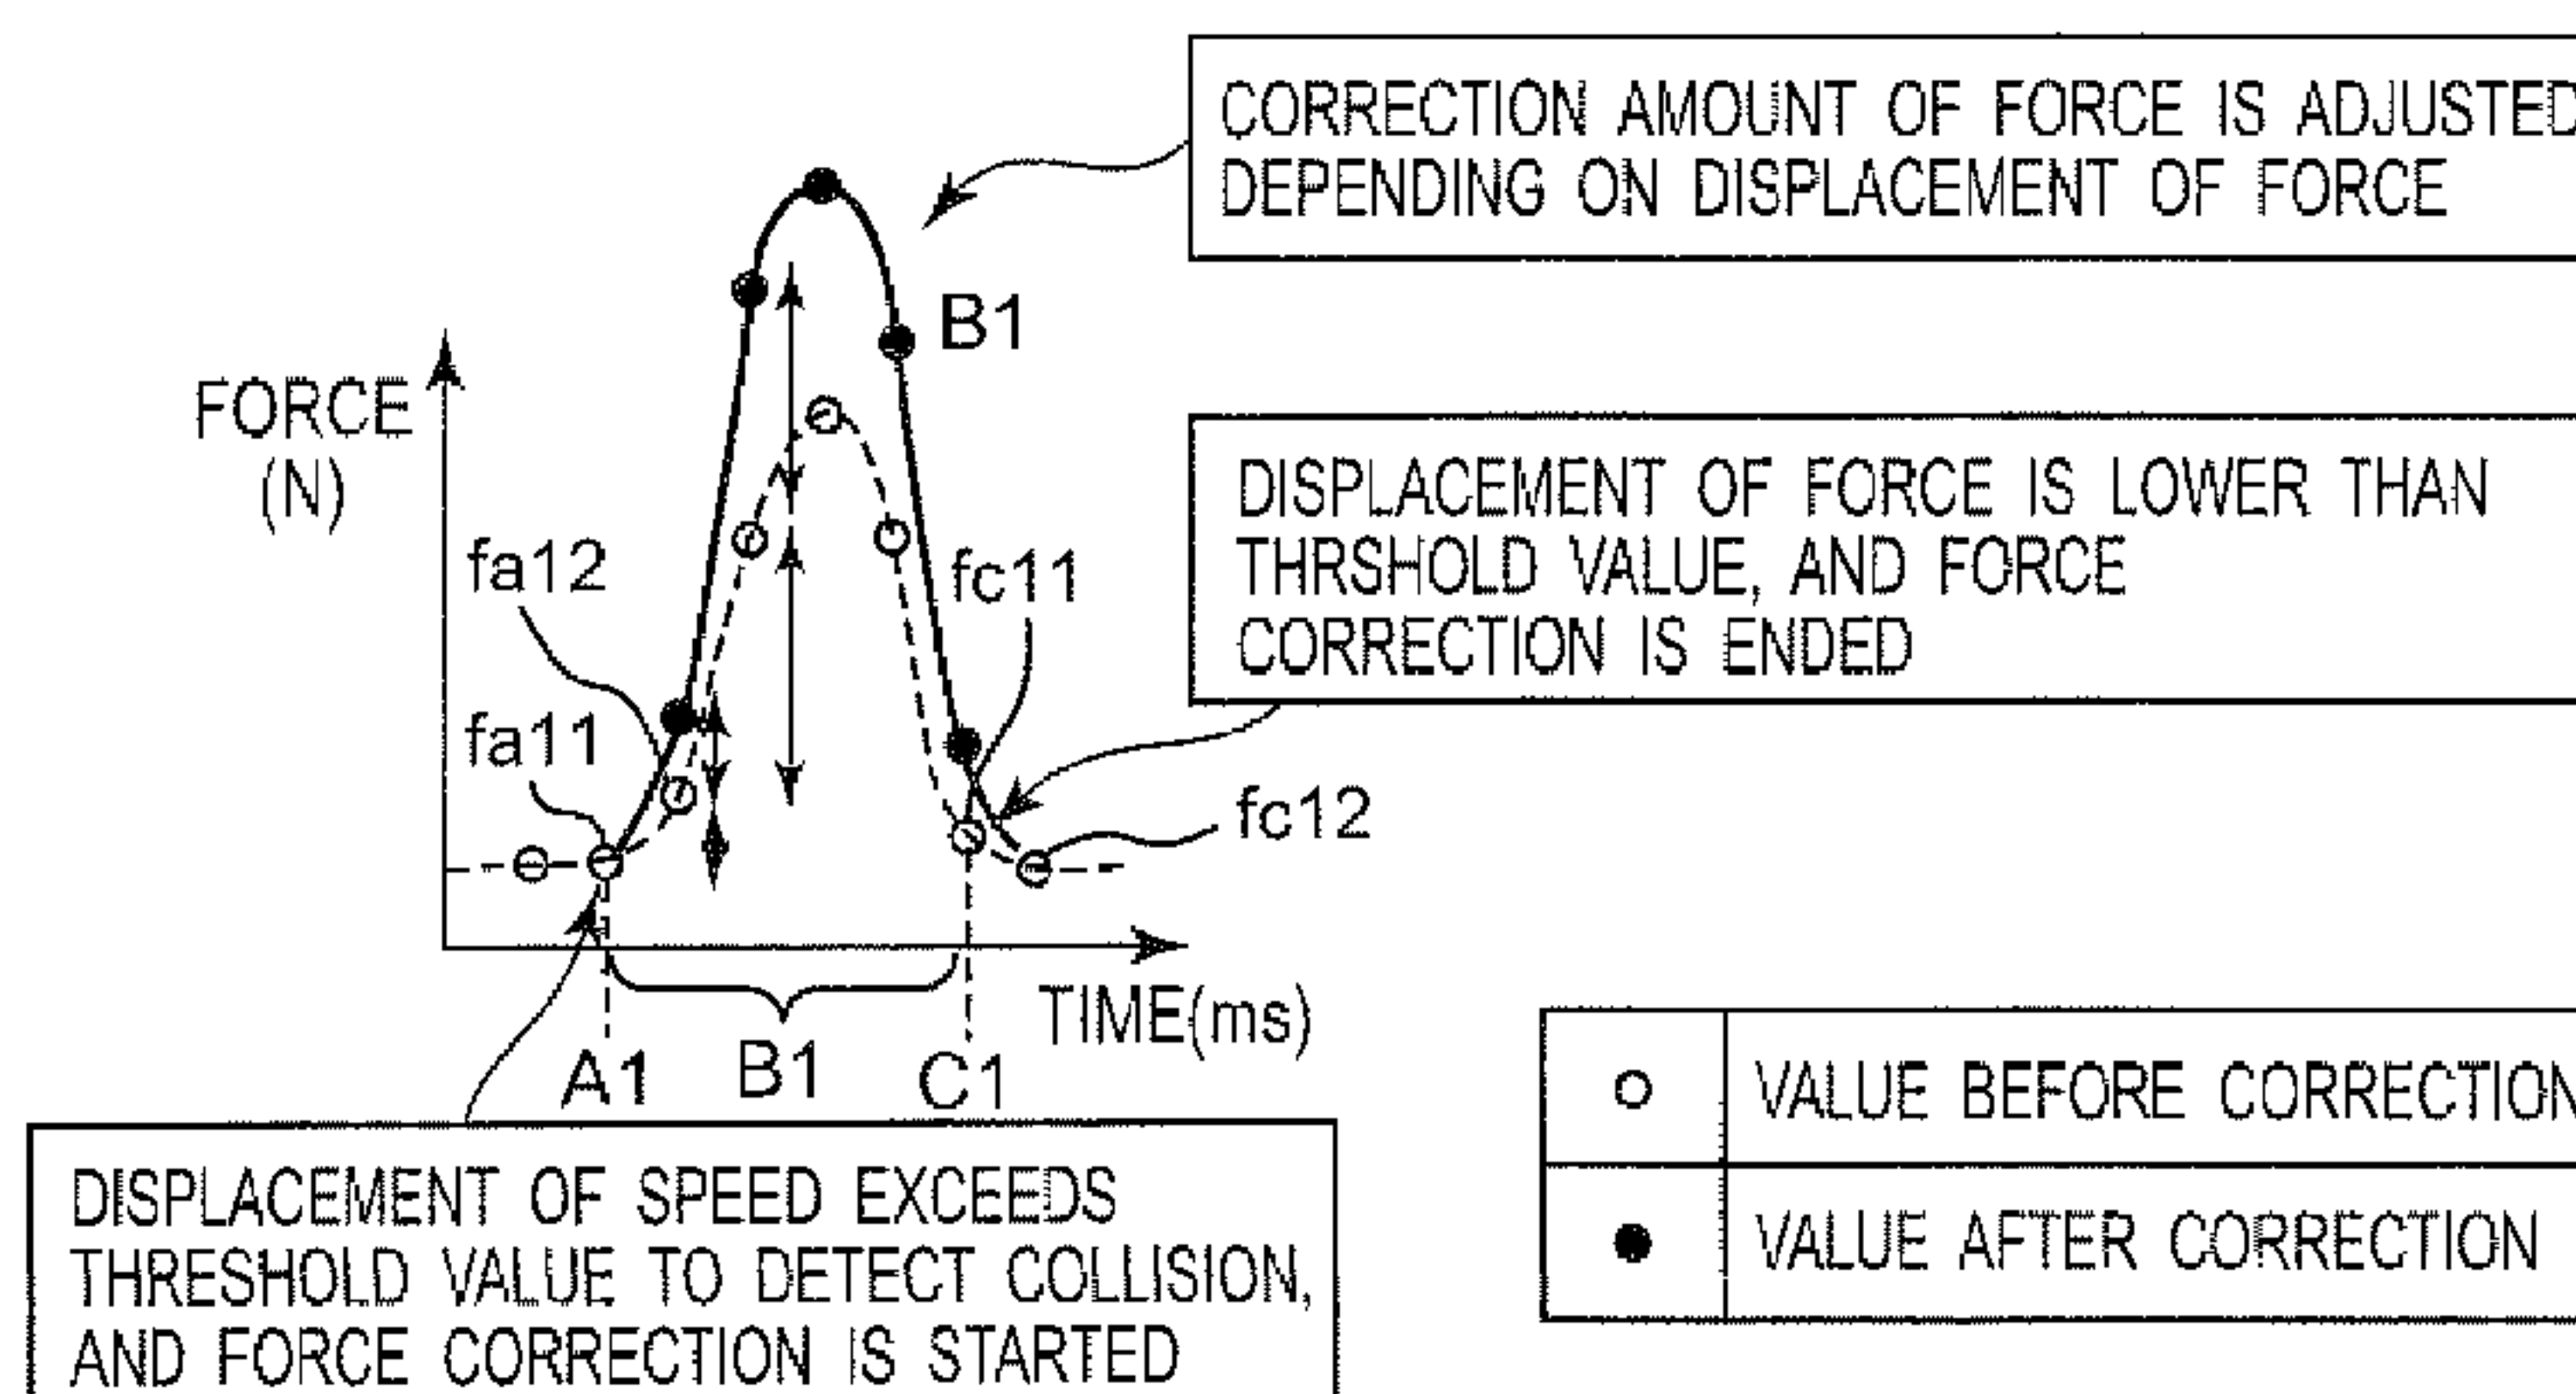 CORRECTION AMOUNT OF FORCE IS ADJUSTED
DEPENDING ON DISPLACEMENT OF FORCE
B1
FORCE
(N)
DISPLACEMENT OF FORCE IS LOWER THAN
THRSHOLD VALUE, AND FORCE
CORRECTION IS ENDED
fa12
fc11
fa11
fc12
TIME(ms)
A1
B1
C1
VALUE BEFORE CORRECTION
VALUE AFTER CORRECTION
DISPLACEMENT OF SPEED EXCEEDS
THRESHOLD VALUE TO DETECT COLLISION,
AND FORCE CORRECTION IS STARTED